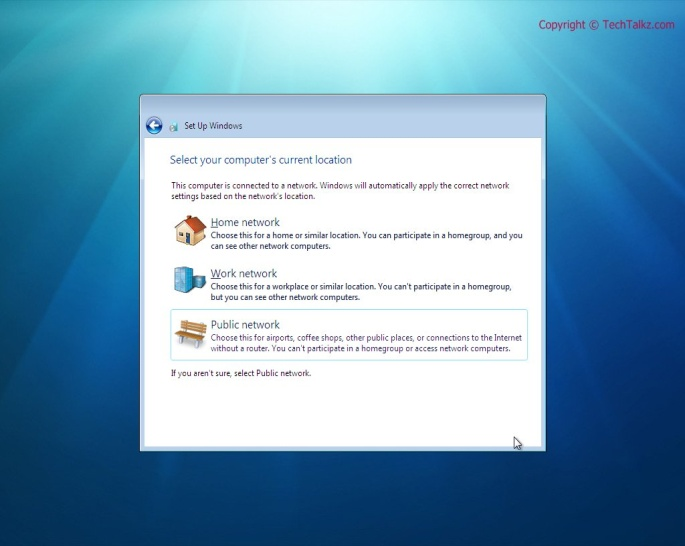 Copyright © TechTalkz.com
Set Up Windows
Select your computer's current location
This computer is connected to a network. Windows will automatically apply the correct network
settings based on the network's location.
Home network
Choose this for a home or similar location. You can participate in a homegroup, and you
can see other network computers.
Work network
Choose this for a workplace or similar location. You can't participate in a homegroup,
but you can see other network computers.
Public network
Choose this for airports, coffee shops, other public places, or connections to the Internet
without a router. You can't participate in a homegroup or access network computers.
If you aren't sure, select Public network.